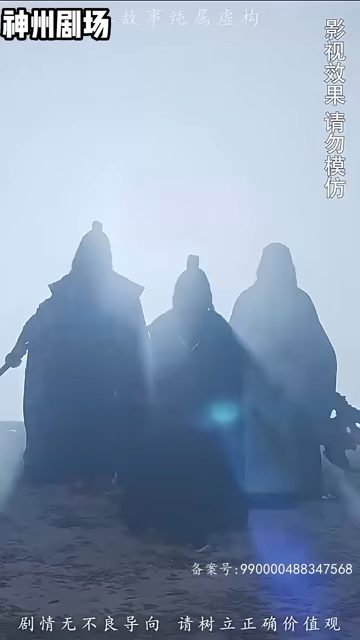 神州剧场
故事纯属虚构
影视效果 请勿模仿
备案号:990000488347568
剧情无不良导向 请树立正确价值观